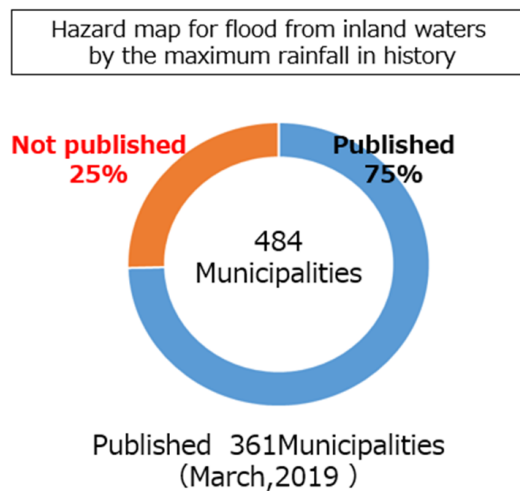 Hazard map for flood from inland waters
by the maximum rainfall in history
Not published
25%
Published
75%
484
Municipalities
Published 361Municipalities
(March,2019 )